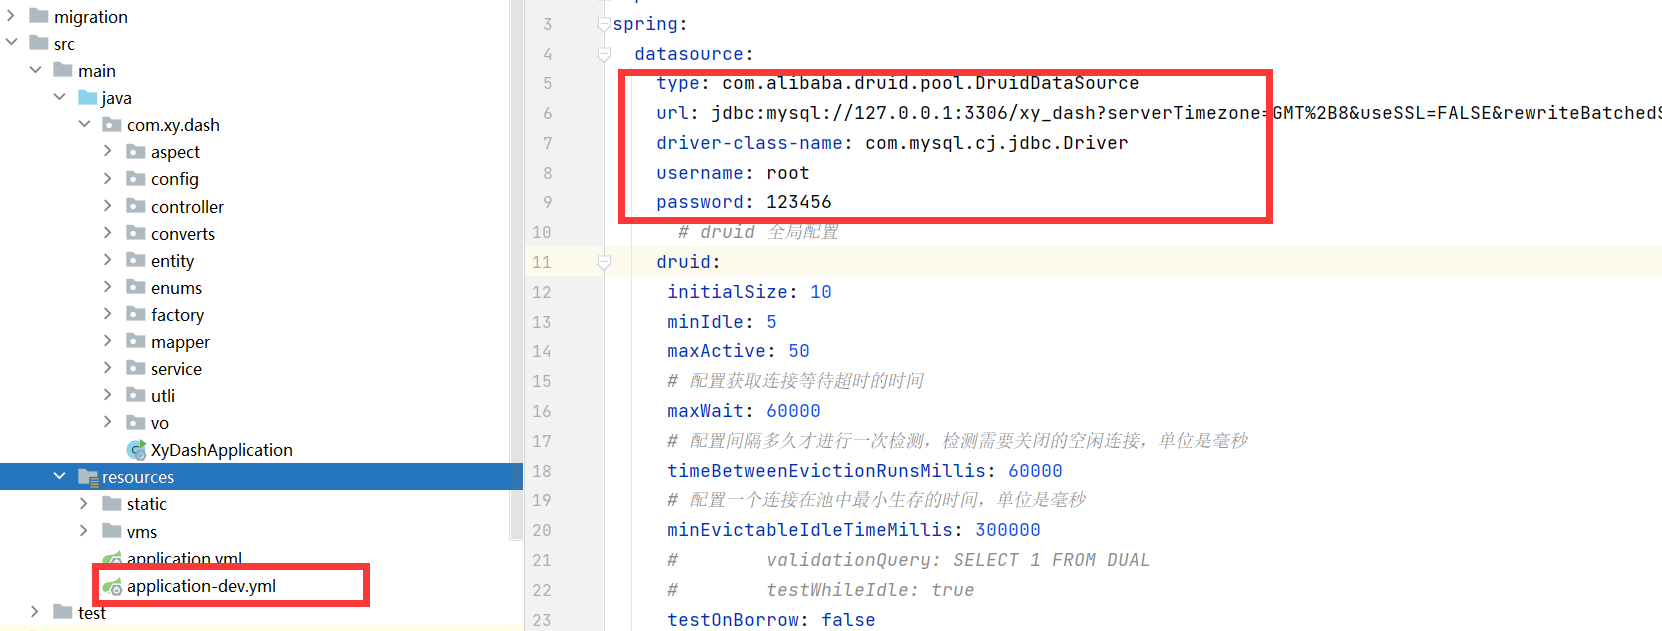 migration
src
main
java
com.xy.dash
aspect
config
controller
converts
entity
enums
factory
mapper
service
utli
vo
XyDashApplication
resources
static
vms
application.yml
application-dev.yml
test
3 spring:
4 datasource:
5 type: com.alibaba.druid.pool.DruidDataSource
6 url: jdbc:mysql://127.0.0.1:3306/xy_dash?serverTimezone=GMT%2B8&useSSL=FALSE&rewriteBatchedS
7 driver-class-name: com.mysql.cj.jdbc.Driver
8 username: root
9 password: 123456
10 # druid 全局配置
11 druid:
12 initialSize: 10
13 minIdle: 5
14 maxActive: 50
15 # 配置获取连接等待超时的时间
16 maxWait: 60000
17 # 配置间隔多久才进行一次检测，检测需要关闭的空闲连接，单位是毫秒
18 timeBetweenEvictionRunsMillis: 60000
19 # 配置一个连接在池中最小生存的时间，单位是毫秒
20 minEvictableIdleTimeMillis: 300000
21 # validationQuery: SELECT 1 FROM DUAL
22 # testWhileIdle: true
23 testOnBorrow: false